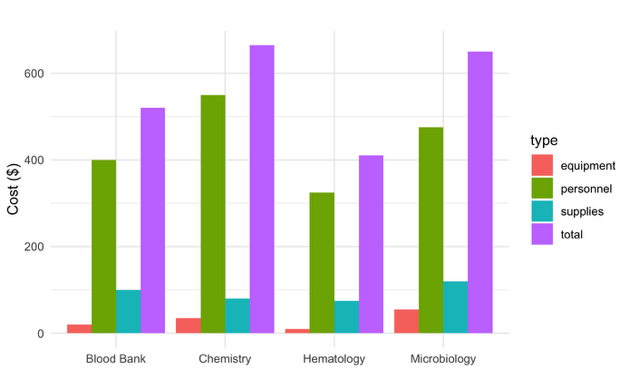 600
400
200
0
Cost ($)
Blood Bank Chemistry Hematology Microbiology
type
equipment
personnel
supplies
total